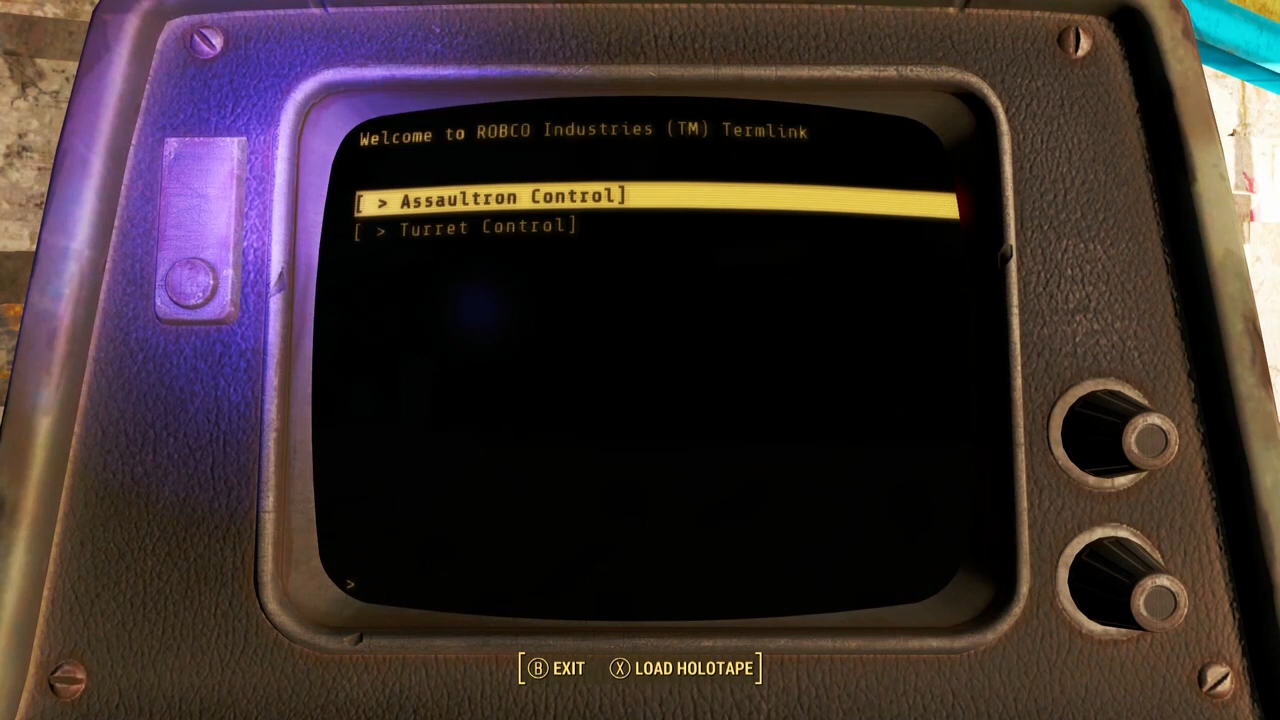 Welcome to ROBCO Industries (TM) Termlink
[ > Assaultron Control]
[ > Turret Control]
>
[ B EXIT X LOAD HOLOTAPE ]